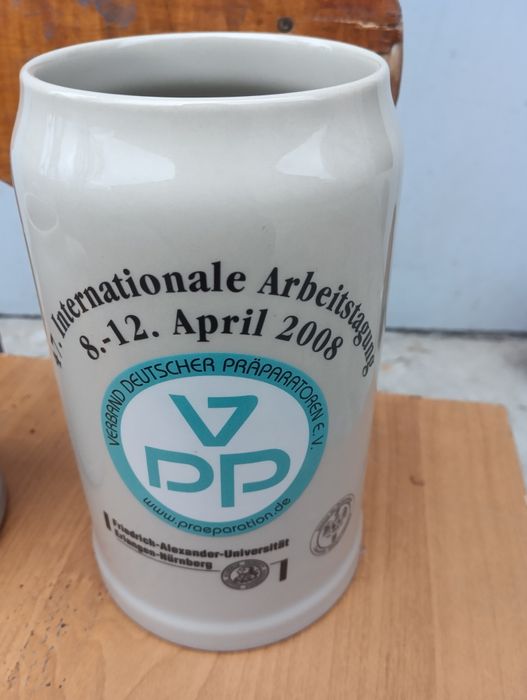 Internationale Arbeitstagung
8.-12. April 2008
VERBAND DEUTSCHER PRÄPARATOREN E.V.
VDP
www.praeparation.de
Friedrich-Alexander-Universität
Erlangen-Nürnberg